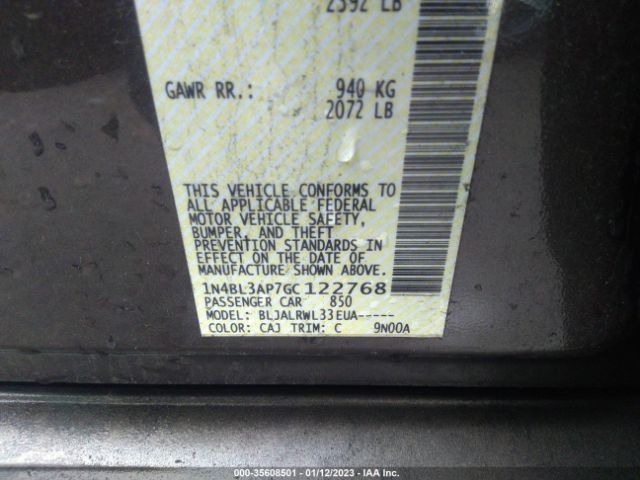 2392 LB
GAWR RR.: 940 KG
2072 LB
THIS VEHICLE CONFORMS TO
ALL APPLICABLE FEDERAL
MOTOR VEHICLE SAFETY,
BUMPER, AND THEFT
PREVENTION STANDARDS IN
EFFECT ON THE DATE OF
MANUFACTURE SHOWN ABOVE.
1N4BL3AP7GC122768
PASSENGER CAR 850
MODEL: BLJALRWL33EUA-----
COLOR: CAJ TRIM: C 9N00A
000-35608501 - 01/12/2023 - © IAA Inc.